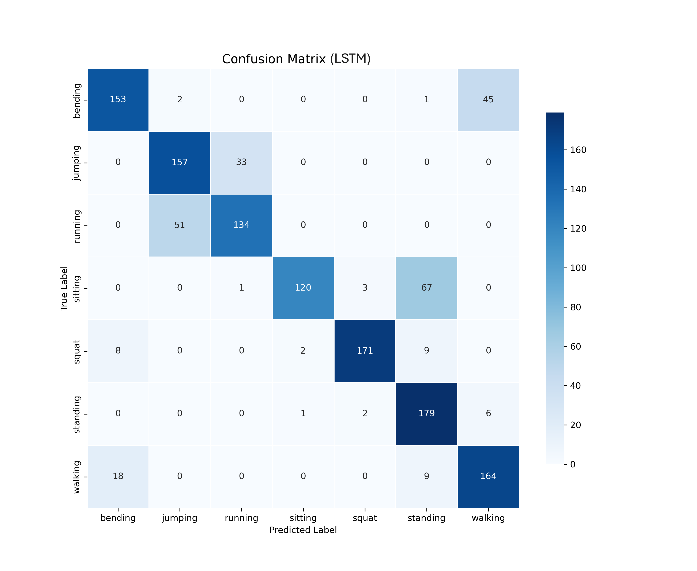 Confusion Matrix (LSTM)
bending 153 2 0 0 0 1 45
jumping 0 157 33 0 0 0 0
running 0 51 134 0 0 0 0
sitting 0 0 1 120 3 67 0
squat 8 0 0 2 171 9 0
standing 0 0 0 1 2 179 6
walking 18 0 0 0 0 9 164
True Label
bending jumping running sitting squat standing walking
Predicted Label
160
140
120
100
80
60
40
20
0